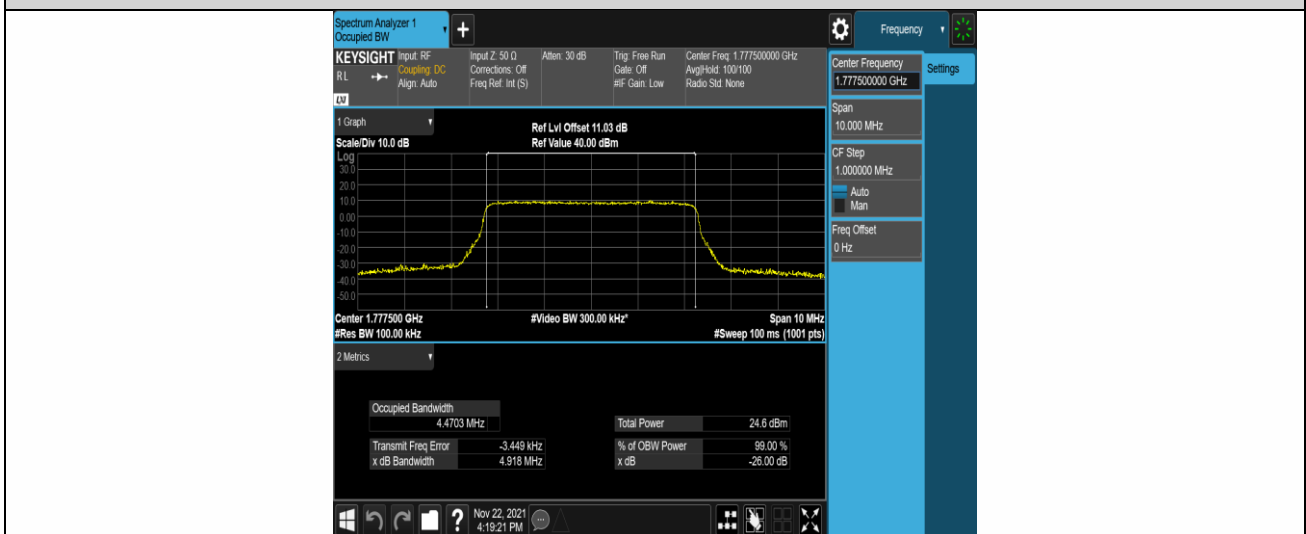 Spectrum Analyzer 1
Occupied BW
+
Frequency
KEYSIGHT
RL
LXI
Input: RF
Coupling: DC
Align: Auto
Input Z: 50 Ω
Corrections: Off
Freq Ref: Int (S)
Atten: 30 dB
Trig: Free Run
Gate: Off
#IF Gain: Low
Center Freq: 1.777500000 GHz
Avg|Hold: 100/100
Radio Std: None
Center Frequency
1.777500000 GHz
Settings
Span
10.000 MHz
CF Step
1.000000 MHz
Auto
Man
Freq Offset
0 Hz
1 Graph
Scale/Div 10.0 dB
Ref Lvl Offset 11.03 dB
Ref Value 40.00 dBm
Log
30.0
20.0
10.0
0.00
-10.0
-20.0
-30.0
-40.0
-50.0
Center 1.777500 GHz
#Res BW 100.00 kHz
#Video BW 300.00 kHz*
Span 10 MHz
#Sweep 100 ms (1001 pts)
2 Metrics
Occupied Bandwidth
4.4703 MHz
Total Power 24.6 dBm
Transmit Freq Error -3.449 kHz
% of OBW Power 99.00 %
x dB Bandwidth 4.918 MHz
x dB -26.00 dB
?
Nov 22, 2021
4:19:21 PM